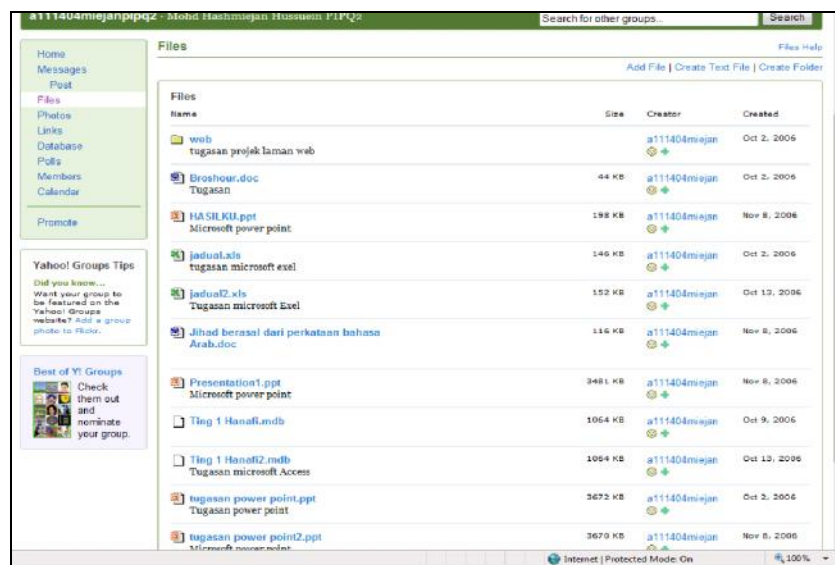 a111404miejanpipq2 - Mohd Hashmiejan Hussuein PIPQ2
Search for other groups...
Search
Home
Messages
Post
Files
Photos
Links
Database
Polls
Members
Calendar
Promote
Yahoo! Groups Tips
Did you know...
Want your group to
be featured on the
Yahoo! Groups
website? Add a group
photo to Flickr.
Best of Y! Groups
Check
them out
and
nominate
your group.
Files
Files Help
Add File | Create Text File | Create Folder
Files
Name Size Creator Created
web a111404miejan Oct 2, 2006
tugasan projek laman web
Broshour.doc 44 KB a111404miejan Oct 2, 2006
Tugasan
HASILKU.ppt 198 KB a111404miejan Nov 8, 2006
Microsoft power point
jadual.xls 146 KB a111404miejan Oct 2, 2006
tugasan microsoft exel
jadual2.xls 152 KB a111404miejan Oct 13, 2006
Tugasan microsoft Exel
Jihad berasal dari perkataan bahasa 116 KB a111404miejan Nov 8, 2006
Arab.doc
Presentation1.ppt 3481 KB a111404miejan Nov 8, 2006
Microsoft power point
Ting 1 Hanafi.mdb 1064 KB a111404miejan Oct 9, 2006
Ting 1 Hanafi2.mdb 1064 KB a111404miejan Oct 13, 2006
Tugasan microsoft Access
tugasan power point.ppt 3672 KB a111404miejan Oct 2, 2006
Tugasan power point
tugasan power point2.ppt 3670 KB a111404miejan Nov 8, 2006
Microsoft power point
Internet | Protected Mode: On
100%